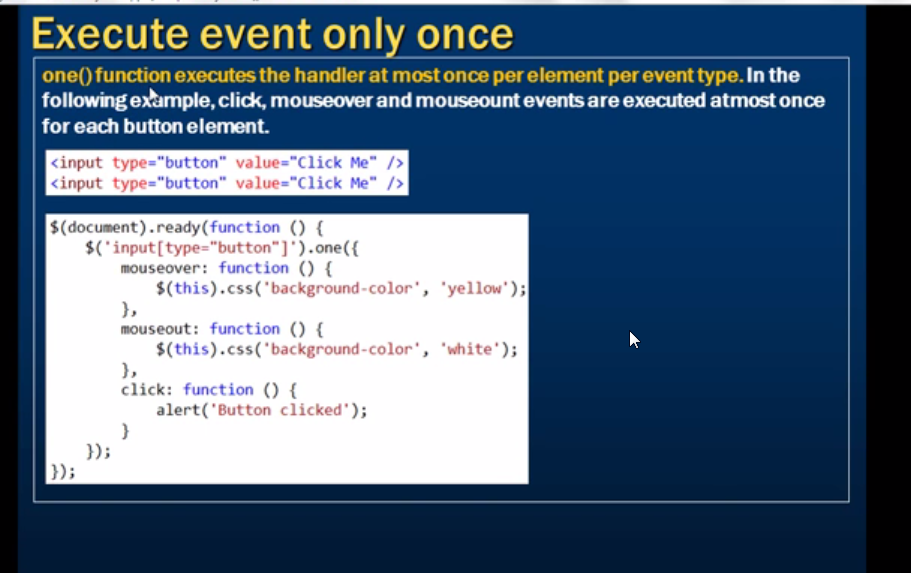 Execute event only once
one() function executes the handler at most once per element per event type. In the
following example, click, mouseover and mouseount events are executed atmost once
for each button element.
<input type="button" value="Click Me" />
<input type="button" value="Click Me" />
$(document).ready(function () {
    $('input[type="button"]').one({
        mouseover: function () {
            $(this).css('background-color', 'yellow');
        },
        mouseout: function () {
            $(this).css('background-color', 'white');
        },
        click: function () {
            alert('Button clicked');
        }
    });
});